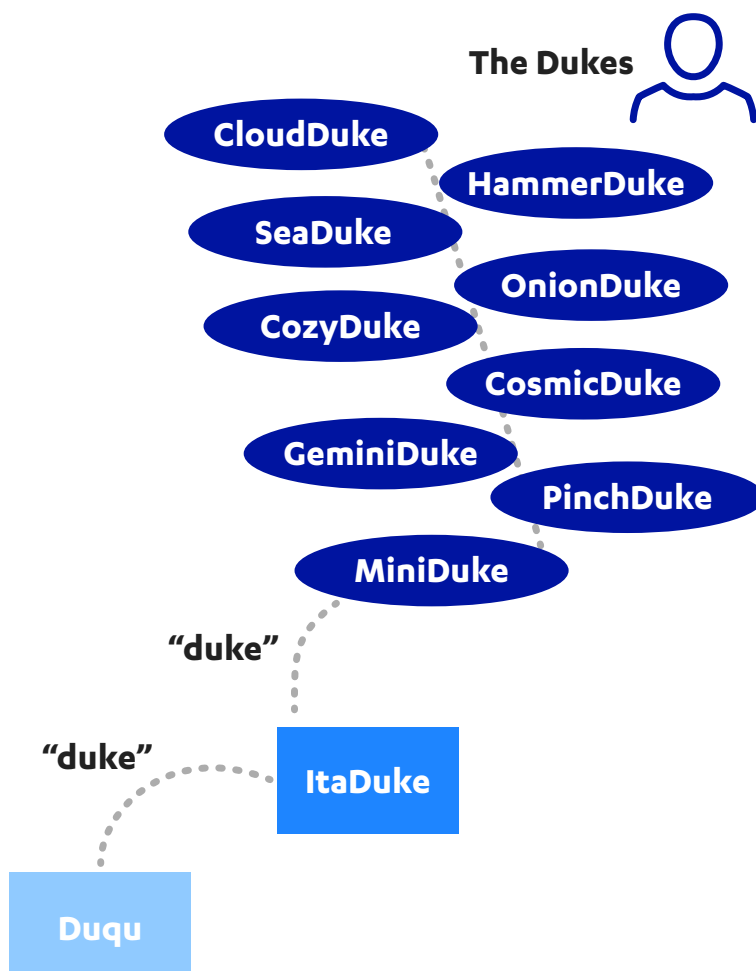 The Dukes
CloudDuke
HammerDuke
SeaDuke
OnionDuke
CozyDuke
CosmicDuke
GeminiDuke
PinchDuke
MiniDuke
“duke”
“duke”
ItaDuke
Duqu